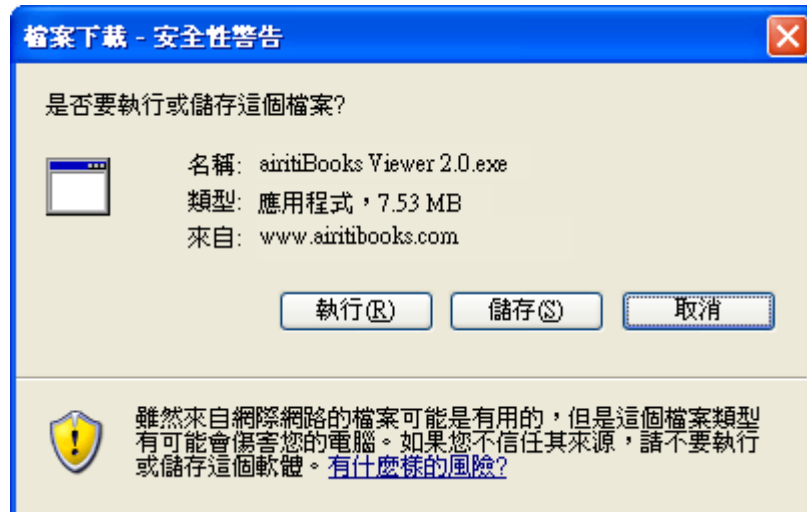 檔案下載 - 安全性警告
是否要執行或儲存這個檔案?
名稱: airitiBooks Viewer 2.0.exe
類型: 應用程式，7.53 MB
來自: www.airitibooks.com
執行(R) 儲存(S) 取消
雖然來自網際網路的檔案可能是有用的，但是這個檔案類型
有可能會傷害您的電腦。如果您不信任其來源，請不要執行
或儲存這個軟體。有什麼樣的風險?